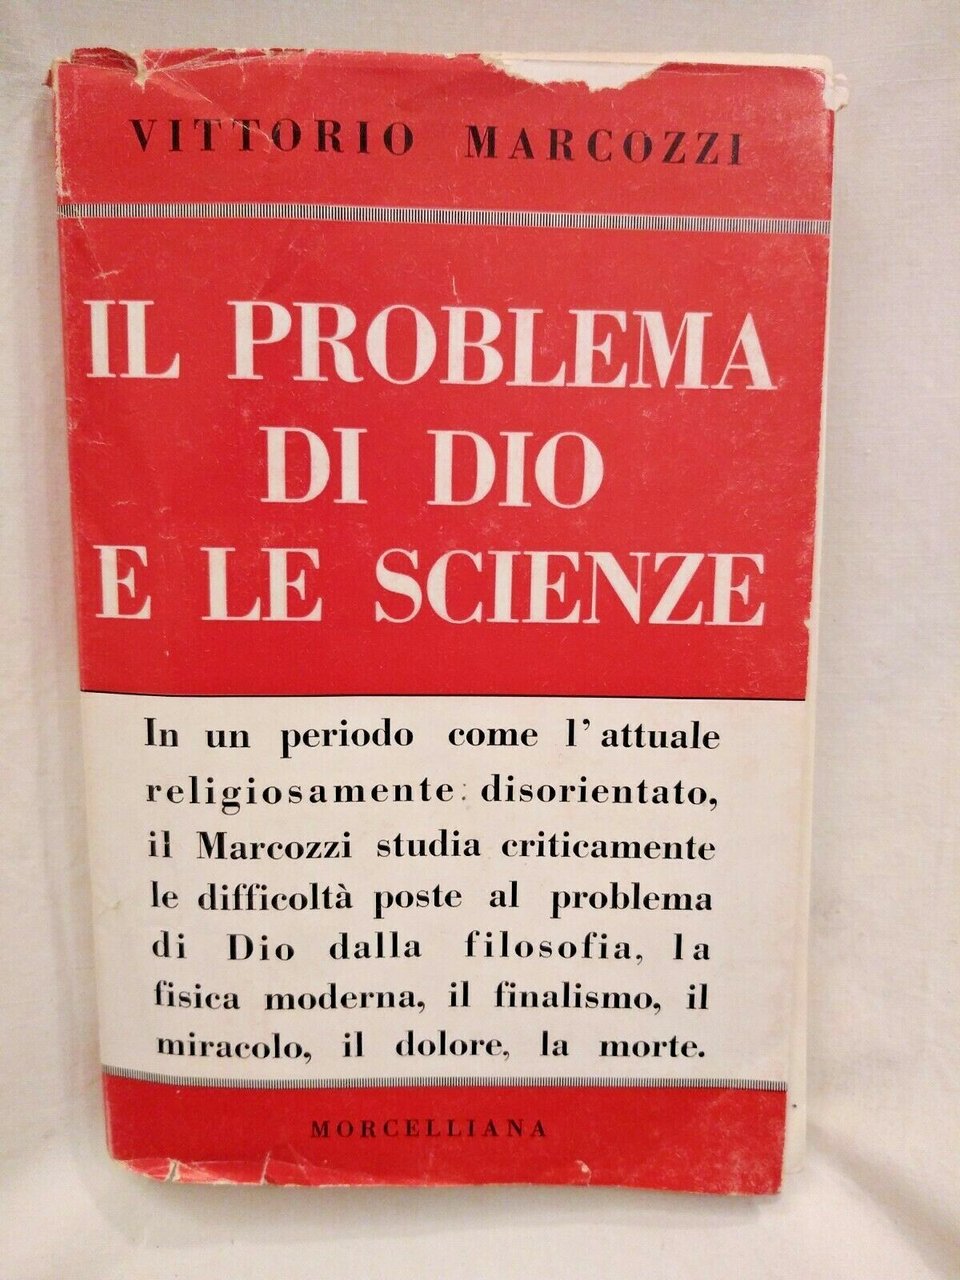 VITTORIO MARCOZZI
IL PROBLEMA
DI DIO
E LE SCIENZE
In un periodo come l'attuale
religiosamente disorientato,
il Marcozzi studia criticamente
le difficoltà poste al problema
di Dio dalla filosofia, la
fisica moderna, il finalismo, il
miracolo, il dolore, la morte.
MORCELLIANA